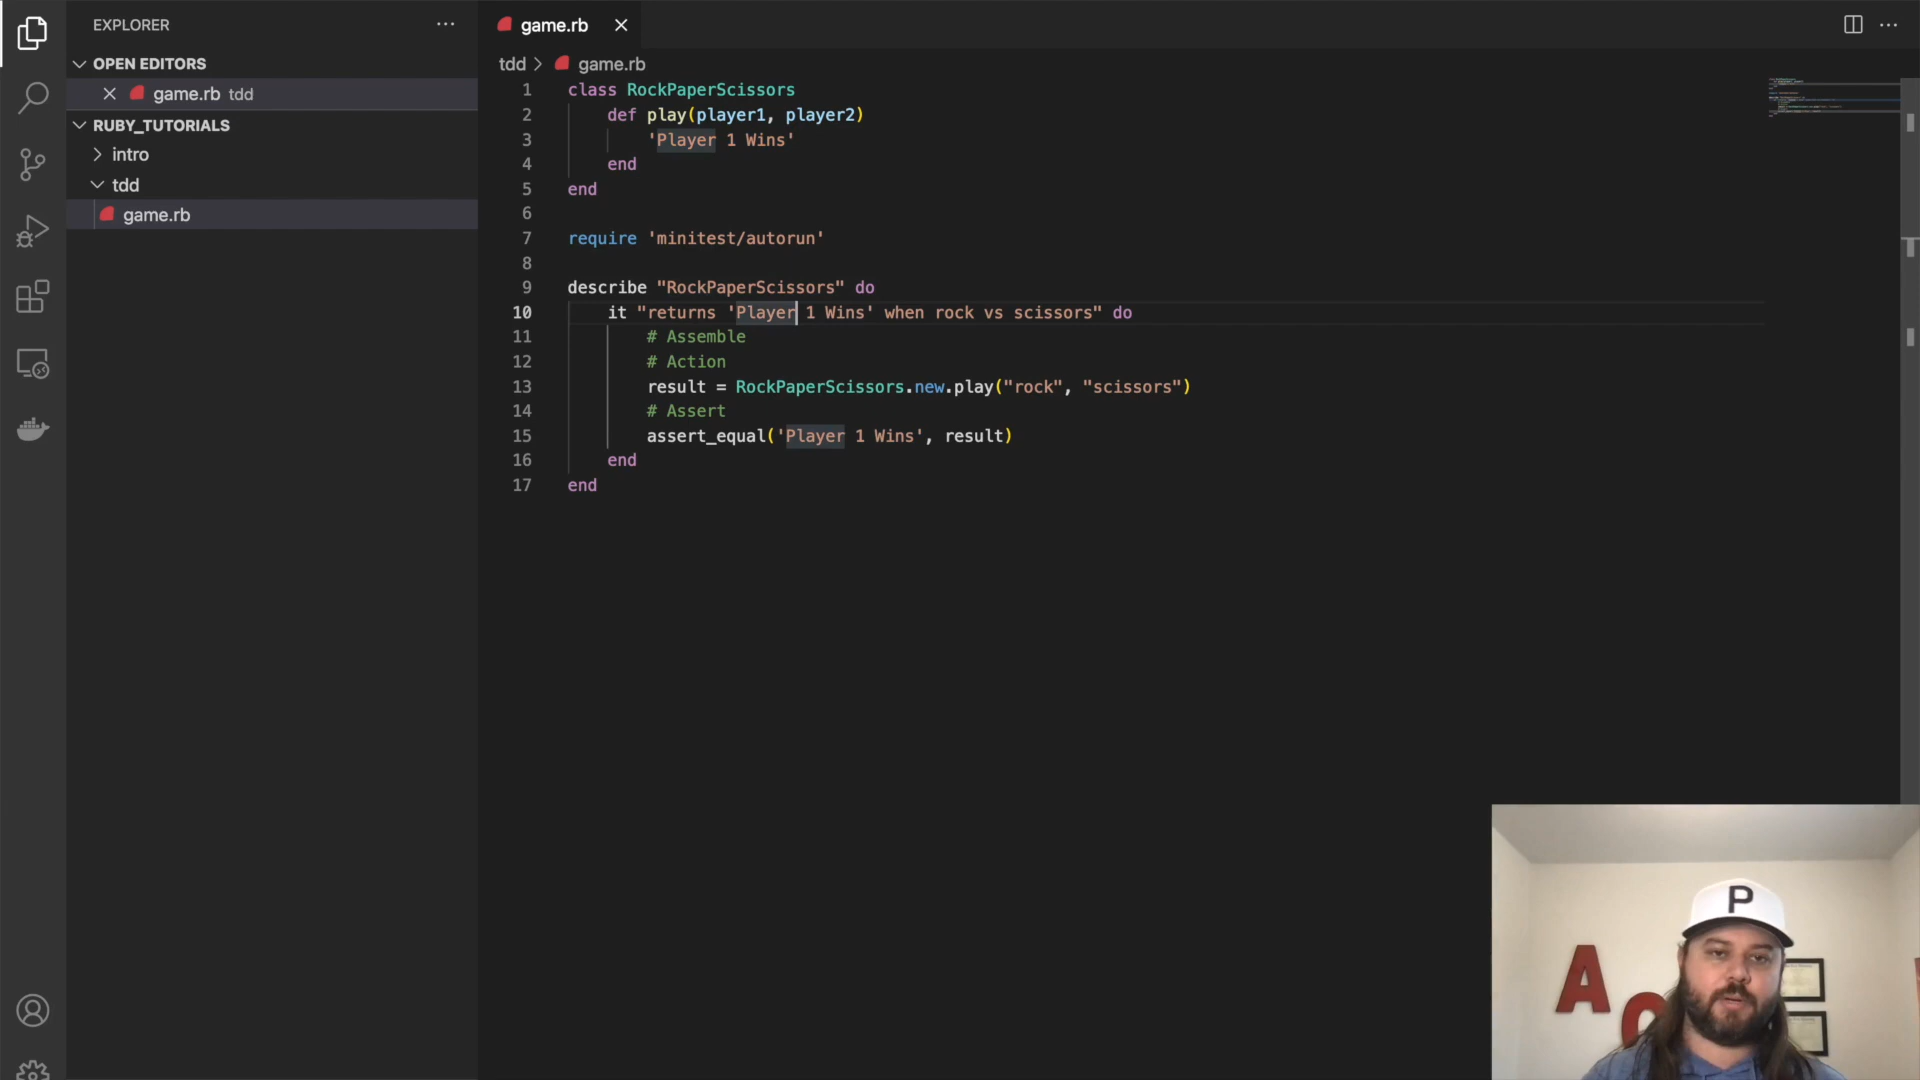 EXPLORER
OPEN EDITORS
game.rb tdd
RUBY_TUTORIALS
intro
tdd
game.rb
game.rb
tdd > game.rb
1 class RockPaperScissors
2 def play(player1, player2)
3 'Player 1 Wins'
4 end
5 end
6
7 require 'minitest/autorun'
8
9 describe "RockPaperScissors" do
10 it "returns 'Player 1 Wins' when rock vs scissors" do
11 # Assemble
12 # Action
13 result = RockPaperScissors.new.play("rock", "scissors")
14 # Assert
15 assert_equal('Player 1 Wins', result)
16 end
17 end
P
A